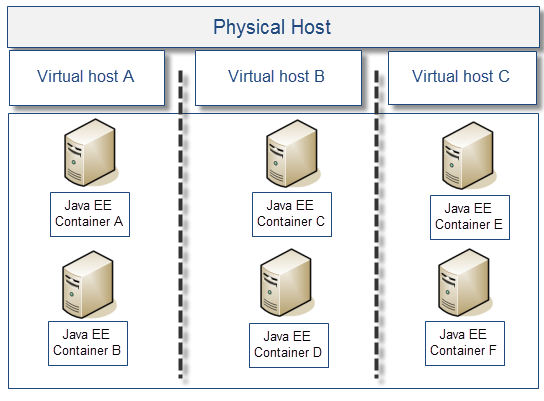 Physical Host
Virtual host A
Virtual host B
Virtual host C
Java EE
Container A
Java EE
Container C
Java EE
Container E
Java EE
Container B
Java EE
Container D
Java EE
Container F